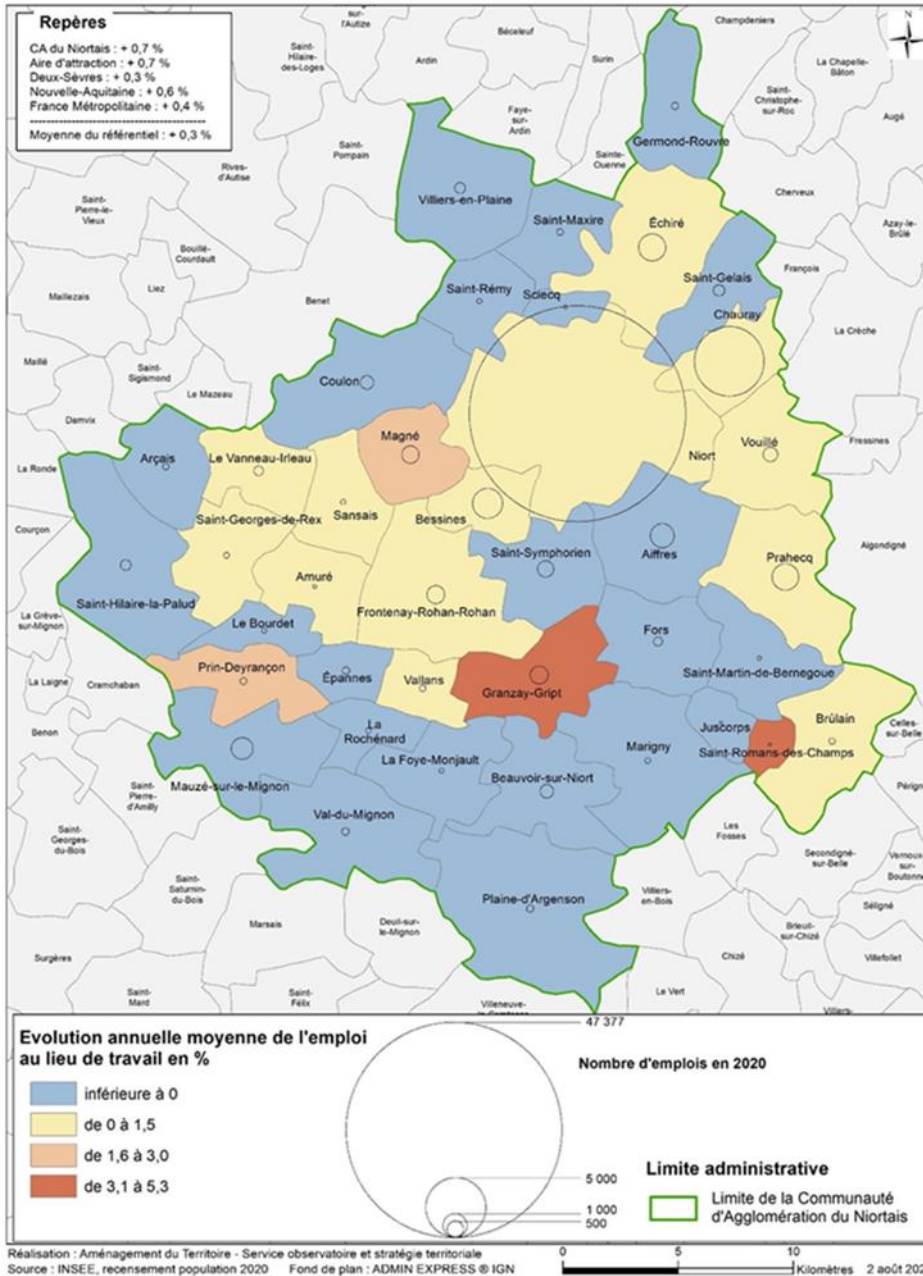 Repères
CA du Niortais : + 0,7 %
Aire d'attraction : + 0,7 %
Deux-Sèvres : + 0,3 %
Nouvelle-Aquitaine : + 0,6 %
France Métropolitaine : + 0,4 %
Moyenne du référentiel : + 0,3 %
N
sur-
l'Autize
Saint-
Hilaire-
des-Loges
Ardin
Béceleuf
Surin
Champdeniers
La Chapelle-
Bâton
Saint-
Christophe-
sur-Roc
Augé
Faye-
sur-
Ardin
Saint-
Pompain
Sainte-
Ouenne
Germond-Rouvre
Rives-
d'Autise
Cherveux
Saint-
Pierre-le-
Vieux
Villiers-en-Plaine
Saint-Maxire
Échiré
Azay-le-
Brûlé
Bouillé-
Courdault
François
Saint-Gelais
Maillezais
Liez
Benet
Saint-Rémy
Sciecq
Chauray
La Crèche
Maillé
Saint-
Sigismond
Coulon
Le Mazeau
Damvix
Magné
Vouillé
Fressines
La Ronde
Arçais
Le Vanneau-Irleau
Niort
Courçon
Saint-Georges-de-Rex
Sansais
Bessines
Aigondigné
Saint-Symphorien
Aiffres
Prahecq
Amuré
Saint-Hilaire-la-Palud
Frontenay-Rohan-Rohan
La Grève-
sur-Mignon
Le Bourdet
Fors
La Laigne
Cramchaban
Prin-Deyrançon
Épannes
Vallans
Granzay-Gript
Saint-Martin-de-Bernegoue
Benon
La
Rochénard
Juscorps
Brûlain
Celles-
sur-Belle
La Foye-Monjault
Marigny
Saint-Romans-des-Champs
Saint-
Pierre-
d'Amilly
Mauzé-sur-le-Mignon
Beauvoir-sur-Niort
Périgné
Val-du-Mignon
Saint-
Georges-
du-Bois
Les
Fosses
Secondigné-
sur-Belle
Vernoux-
sur-
Boutonne
Saint-
Saturnin-
du-Bois
Plaine-d'Argenson
Villiers-
en-Bois
Séligné
Marsais
Deuil-sur-
le-Mignon
Brieuil-
sur-Chizé
Surgères
Chizé
Villefollet
Saint-
Mard
Saint-
Félix
Villeneuve-
Le Vert
Villiers-
Evolution annuelle moyenne de l'emploi
au lieu de travail en %
inférieure à 0
de 0 à 1,5
de 1,6 à 3,0
de 3,1 à 5,3
47 377
Nombre d'emplois en 2020
5 000
1 000
500
Limite administrative
Limite de la Communauté
d'Agglomération du Niortais
Réalisation : Aménagement du Territoire - Service observatoire et stratégie territoriale
Source : INSEE, recensement population 2020 Fond de plan : ADMIN EXPRESS ® IGN
0 5 10
Kilomètres 2 août 20